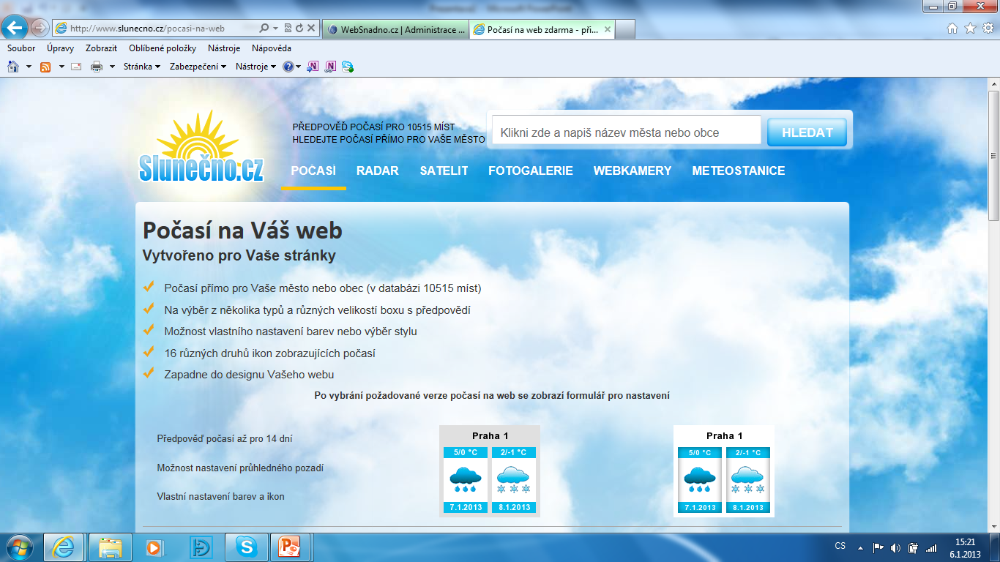 http://www.slunecno.cz/pocasi-na-web
WebSnadno.cz | Administrace ...
Počasí na web zdarma - při...
Soubor Úpravy Zobrazit Oblíbené položky Nástroje Nápověda
Stránka Zabezpečení Nástroje
PŘEDPOVĚĎ POČASÍ PRO 10515 MÍST
HLEDEJTE POČASÍ PŘÍMO PRO VAŠE MĚSTO
Klikni zde a napiš název města nebo obce
HLEDAT
Slunečno.cz
POČASÍ RADAR SATELIT FOTOGALERIE WEBKAMERY METEOSTANICE
Počasí na Váš web
Vytvořeno pro Vaše stránky
Počasí přímo pro Vaše město nebo obec (v databázi 10515 míst)
Na výběr z několika typů a různých velikostí boxu s předpovědí
Možnost vlastního nastavení barev nebo výběr stylu
16 různých druhů ikon zobrazujících počasí
Zapadne do designu Vašeho webu
Po vybrání požadované verze počasí na web se zobrazí formulář pro nastavení
Předpověď počasí až pro 14 dní
Možnost nastavení průhledného pozadí
Vlastní nastavení barev a ikon
Praha 1
5/0 °C 2/-1 °C
7.1.2013 8.1.2013
Praha 1
5/0 °C 2/-1 °C
7.1.2013 8.1.2013
CS
15:21
6.1.2013